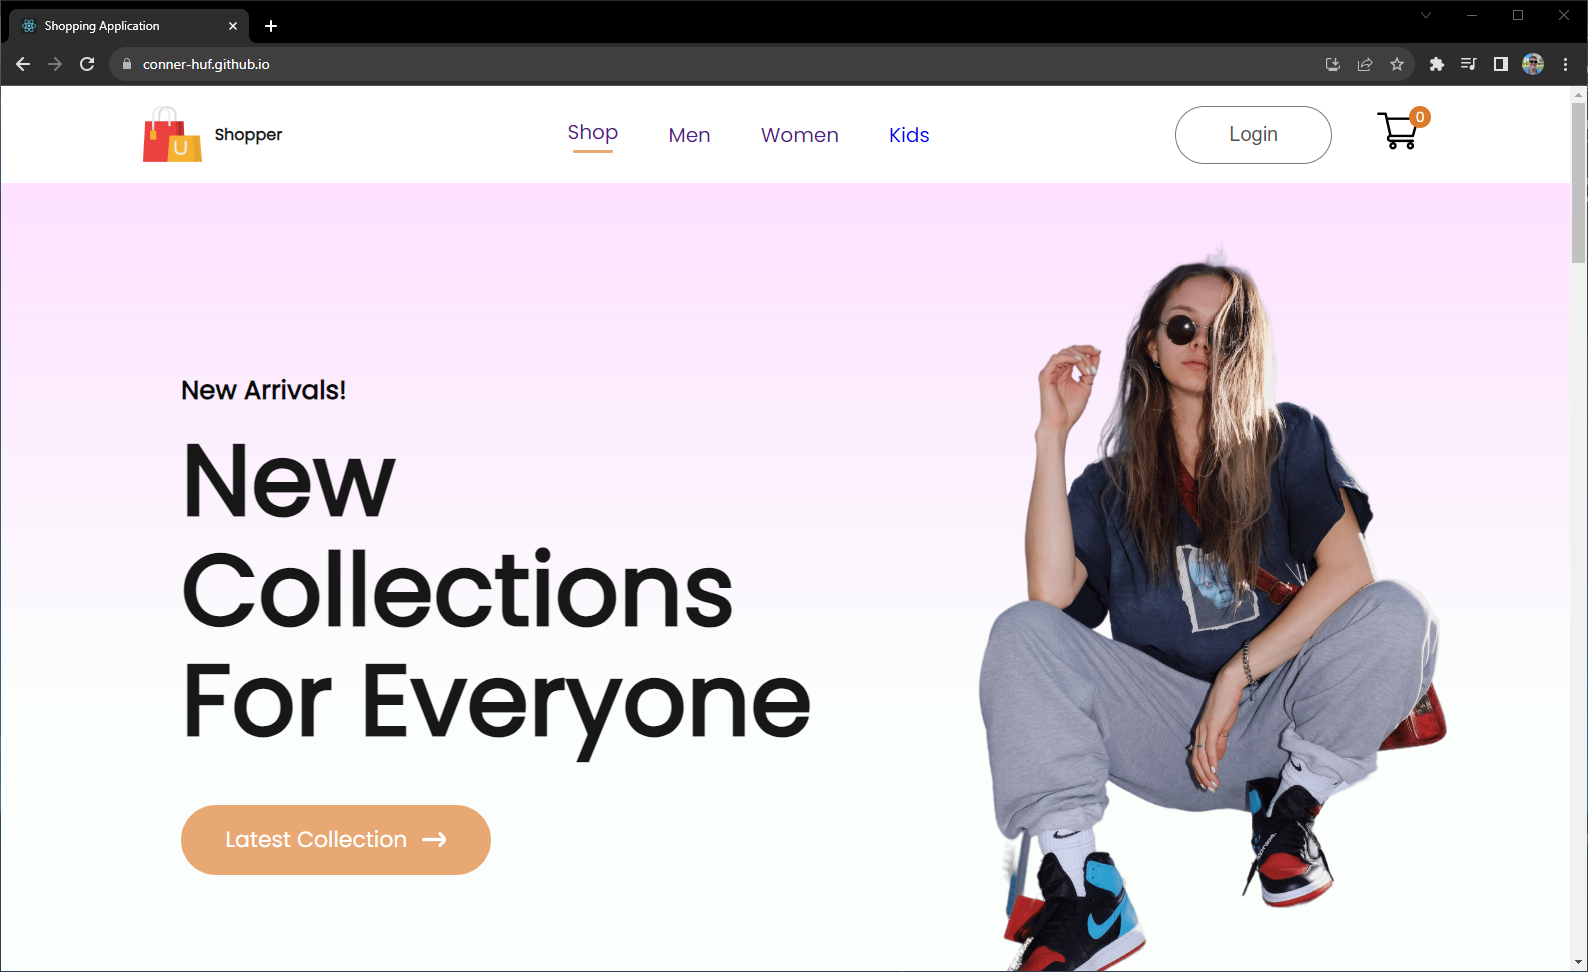 Shopping Application
conner-huf.github.io
U
Shopper
Shop
Men
Women
Kids
Login
0
New Arrivals!
New
Collections
For Everyone
Latest Collection